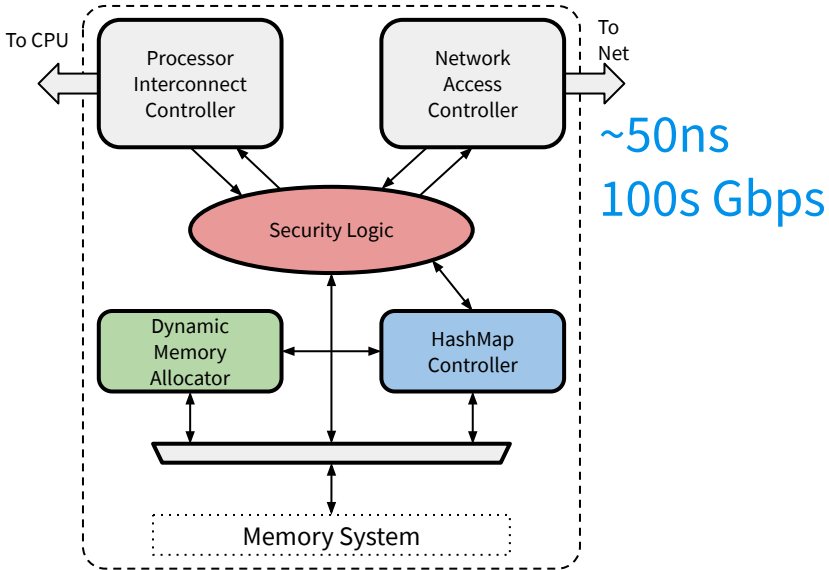 To CPU
Processor
Interconnect
Controller
Network
Access
Controller
To
Net
~50ns
100s Gbps
Security Logic
Dynamic
Memory
Allocator
HashMap
Controller
Memory System